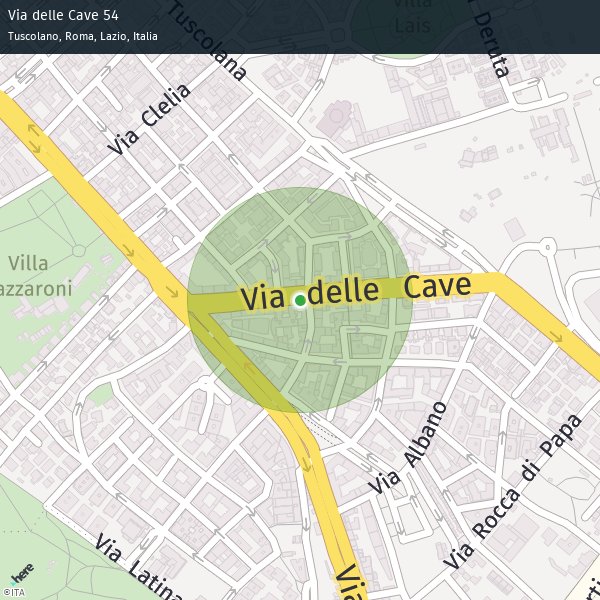 Via delle Cave 54
Tuscolano, Roma, Lazio, Italia
Villa
Lais
Tuscolana
Deruta
Via Clelia
Villa
azzaroni
Via delle Cave
Via Albano
Via Rocca di Papa
Via Latina
Via
here
©ITA